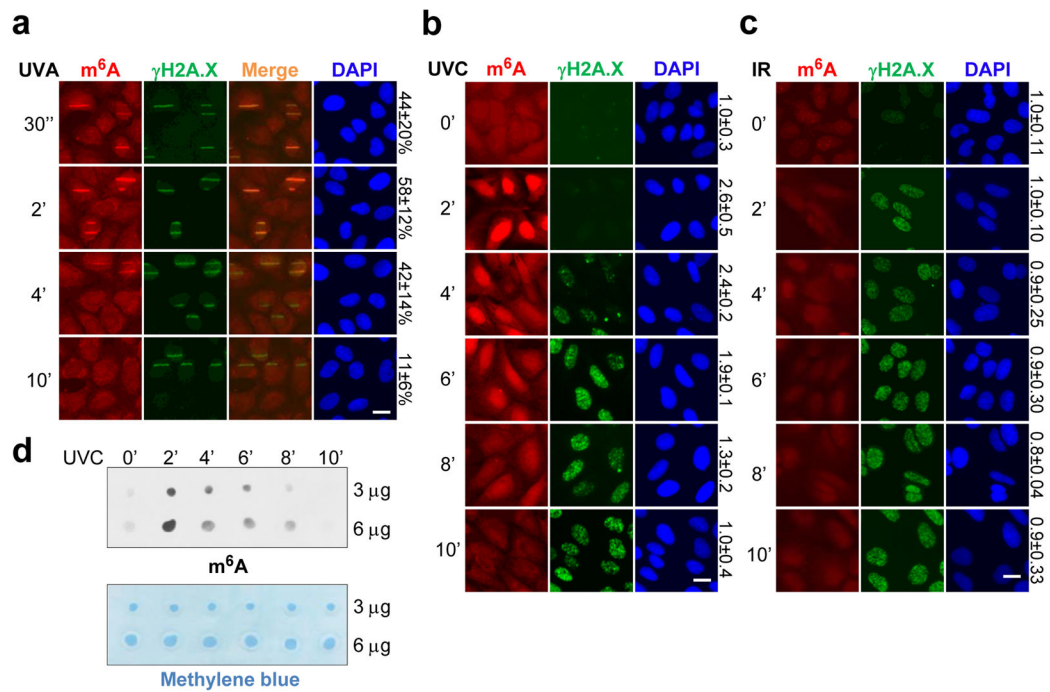 a
UVA m⁶A γH2A.X Merge DAPI
30’’ 44±20%
2’ 58±12%
4’ 42±14%
10’ 11±6%
b
UVC m⁶A γH2A.X DAPI
0’ 1.0±0.3
2’ 2.6±0.5
4’ 2.4±0.2
6’ 1.9±0.1
8’ 1.3±0.2
10’ 1.0±0.4
c
IR m⁶A γH2A.X DAPI
0’ 1.0±0.11
2’ 1.0±0.10
4’ 0.9±0.25
6’ 0.9±0.30
8’ 0.8±0.04
10’ 0.9±0.33
d
UVC 0’ 2’ 4’ 6’ 8’ 10’
3 μg
6 μg
m⁶A
3 μg
6 μg
Methylene blue